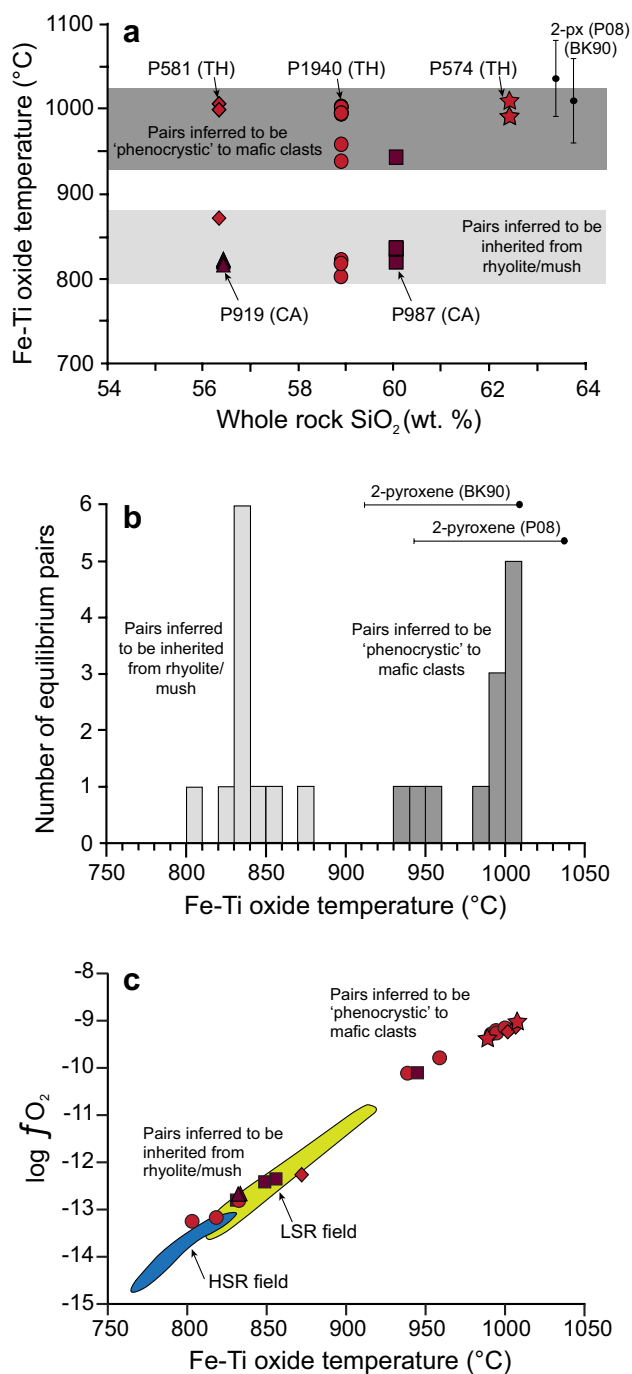 a
2-px (P08)
(BK90)
P581 (TH)
P1940 (TH)
P574 (TH)
Pairs inferred to be
'phenocrystic' to mafic clasts
Pairs inferred to be
inherited from
rhyolite/mush
P919 (CA)
P987 (CA)
Fe-Ti oxide temperature (°C)
1100
1000
900
800
700
54
56
58
60
62
64
Whole rock SiO2 (wt. %)
b
2-pyroxene (BK90)
2-pyroxene (P08)
Pairs inferred
to be inherited
from rhyolite/
mush
Pairs inferred to be
'phenocrystic' to
mafic clasts
Number of equilibrium pairs
6
5
4
3
2
1
0
750
800
850
900
950
1000
1050
Fe-Ti oxide temperature (°C)
c
Pairs inferred to be
'phenocrystic' to
mafic clasts
Pairs inferred to be
inherited from
rhyolite/mush
LSR field
HSR field
log fO2
-8
-9
-10
-11
-12
-13
-14
-15
750
800
850
900
950
1000
1050
Fe-Ti oxide temperature (°C)